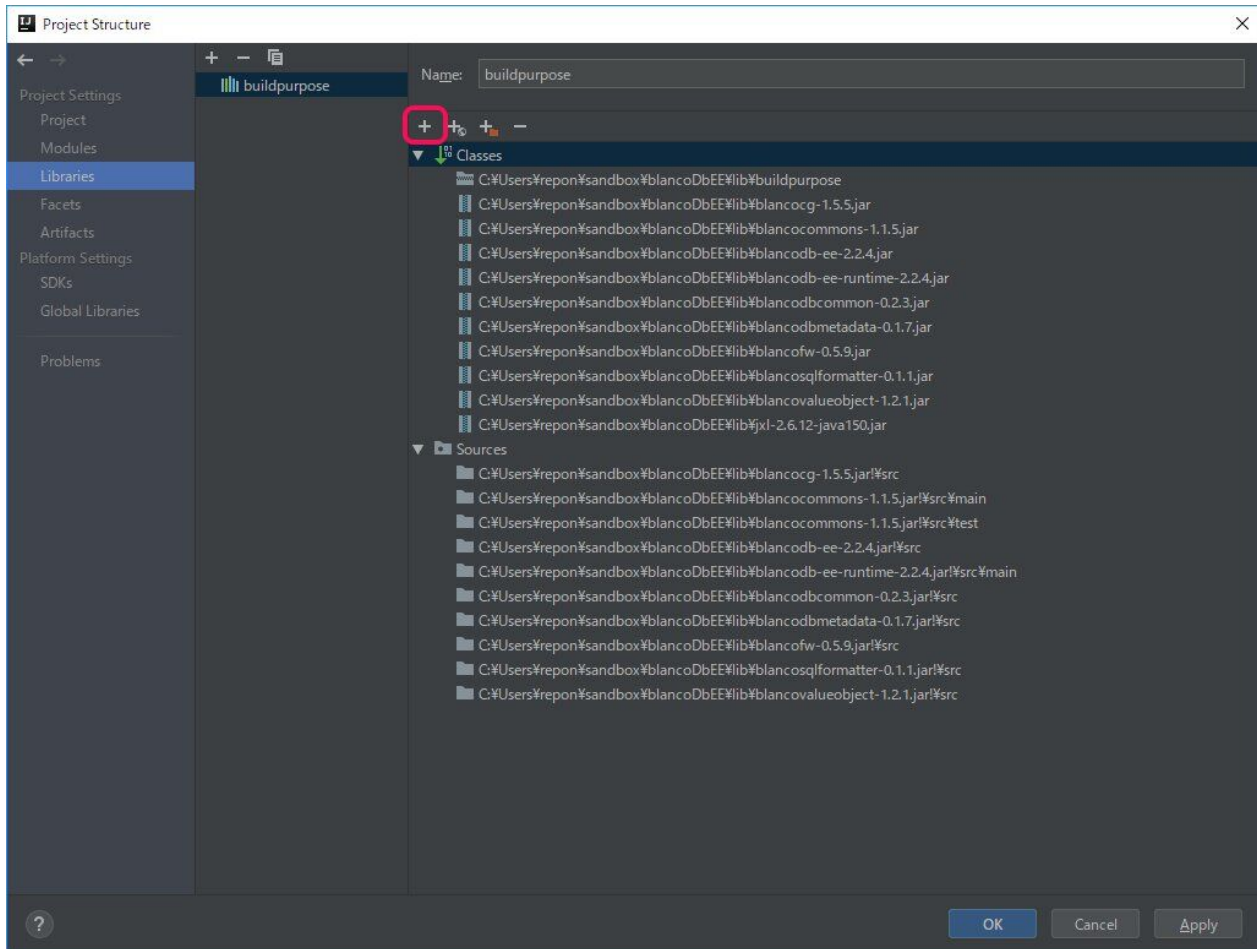 Project Structure
Project Settings
Project
Modules
Libraries
Facets
Artifacts
Platform Settings
SDKs
Global Libraries
Problems
buildpurpose
Name: buildpurpose
Classes
C:¥Users¥repon¥sandbox¥blancoDbEE¥lib¥buildpurpose
C:¥Users¥repon¥sandbox¥blancoDbEE¥lib¥blancocg-1.5.5.jar
C:¥Users¥repon¥sandbox¥blancoDbEE¥lib¥blancocommons-1.1.5.jar
C:¥Users¥repon¥sandbox¥blancoDbEE¥lib¥blancodb-ee-2.2.4.jar
C:¥Users¥repon¥sandbox¥blancoDbEE¥lib¥blancodb-ee-runtime-2.2.4.jar
C:¥Users¥repon¥sandbox¥blancoDbEE¥lib¥blancodbcommon-0.2.3.jar
C:¥Users¥repon¥sandbox¥blancoDbEE¥lib¥blancodbmetadata-0.1.7.jar
C:¥Users¥repon¥sandbox¥blancoDbEE¥lib¥blancofw-0.5.9.jar
C:¥Users¥repon¥sandbox¥blancoDbEE¥lib¥blancosqlformatter-0.1.1.jar
C:¥Users¥repon¥sandbox¥blancoDbEE¥lib¥blancovalueobject-1.2.1.jar
C:¥Users¥repon¥sandbox¥blancoDbEE¥lib¥jxl-2.6.12-java150.jar
Sources
C:¥Users¥repon¥sandbox¥blancoDbEE¥lib¥blancocg-1.5.5.jar!¥src
C:¥Users¥repon¥sandbox¥blancoDbEE¥lib¥blancocommons-1.1.5.jar!¥src¥main
C:¥Users¥repon¥sandbox¥blancoDbEE¥lib¥blancocommons-1.1.5.jar!¥src¥test
C:¥Users¥repon¥sandbox¥blancoDbEE¥lib¥blancodb-ee-2.2.4.jar!¥src
C:¥Users¥repon¥sandbox¥blancoDbEE¥lib¥blancodb-ee-runtime-2.2.4.jar!¥src¥main
C:¥Users¥repon¥sandbox¥blancoDbEE¥lib¥blancodbcommon-0.2.3.jar!¥src
C:¥Users¥repon¥sandbox¥blancoDbEE¥lib¥blancodbmetadata-0.1.7.jar!¥src
C:¥Users¥repon¥sandbox¥blancoDbEE¥lib¥blancofw-0.5.9.jar!¥src
C:¥Users¥repon¥sandbox¥blancoDbEE¥lib¥blancosqlformatter-0.1.1.jar!¥src
C:¥Users¥repon¥sandbox¥blancoDbEE¥lib¥blancovalueobject-1.2.1.jar!¥src
? OK Cancel Apply